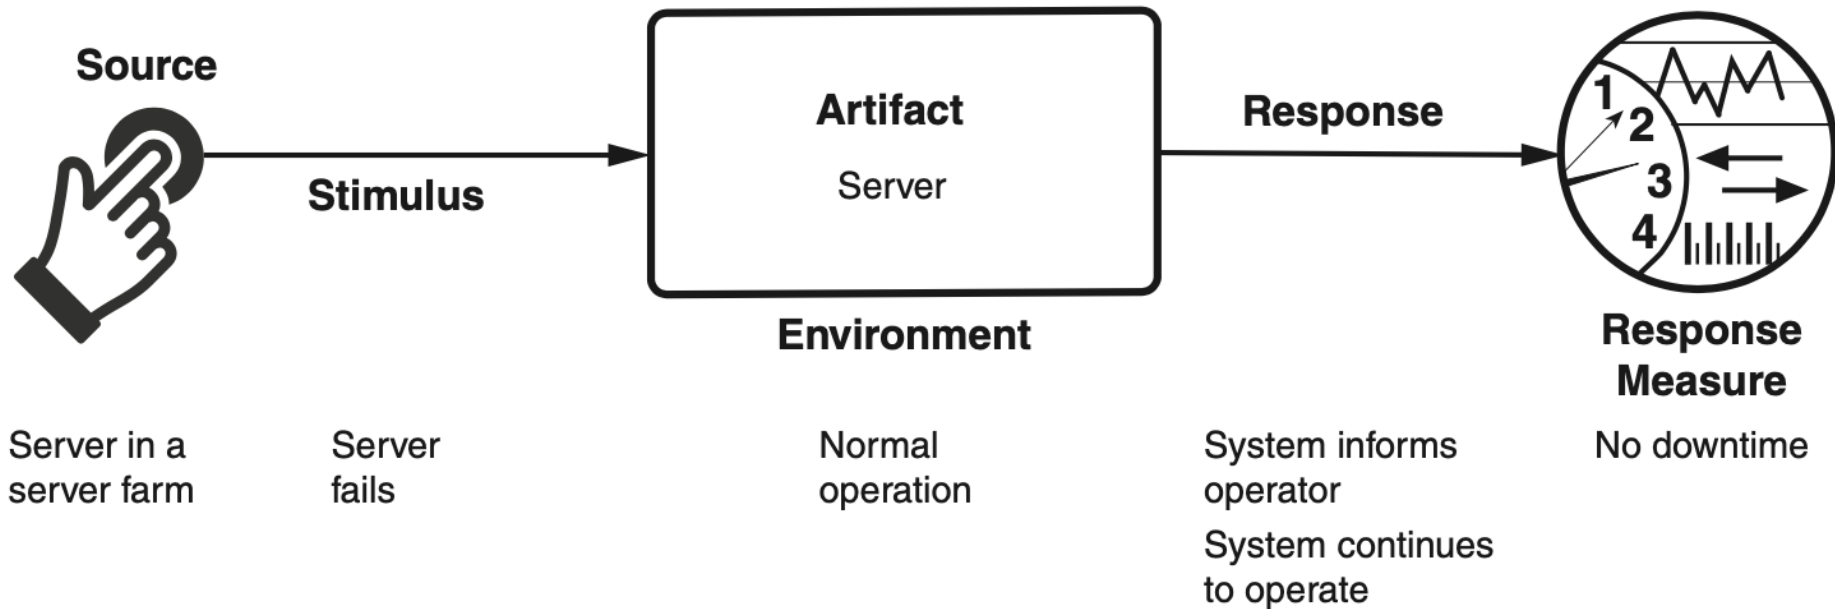 Source
Stimulus
Artifact
Server
Environment
Response
1
2
3
4
Response
Measure
Server in a
server farm
Server
fails
Normal
operation
System informs
operator
System continues
to operate
No downtime